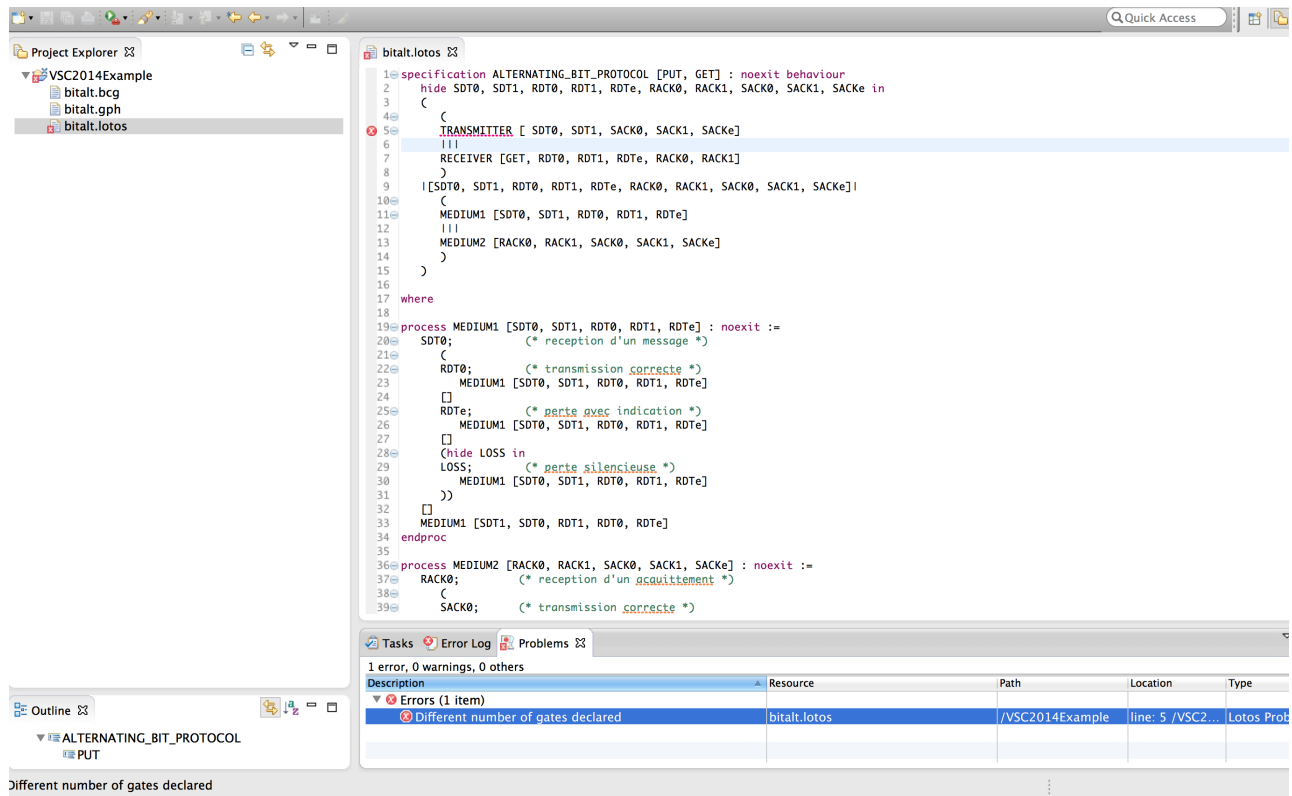 Quick Access
Project Explorer
VSC2014Example
bitalt.bcg
bitalt.gph
bitalt.lotos
bitalt.lotos
1 specification ALTERNATING_BIT_PROTOCOL [PUT, GET] : noexit behaviour
2 hide SDT0, SDT1, RDT0, RDT1, RDTe, RACK0, RACK1, SACK0, SACK1, SACKe in
3 (
4 (
5 TRANSMITTER [ SDT0, SDT1, SACK0, SACK1, SACKe]
6 |||
7 RECEIVER [GET, RDT0, RDT1, RDTe, RACK0, RACK1]
8 )
9 |[SDT0, SDT1, RDT0, RDT1, RDTe, RACK0, RACK1, SACK0, SACK1, SACKe]|
10 (
11 MEDIUM1 [SDT0, SDT1, RDT0, RDT1, RDTe]
12 |||
13 MEDIUM2 [RACK0, RACK1, SACK0, SACK1, SACKe]
14 )
15 )
16
17 where
18
19 process MEDIUM1 [SDT0, SDT1, RDT0, RDT1, RDTe] : noexit :=
20 SDT0; (* reception d'un message *)
21 (
22 RDT0; (* transmission correcte *)
23 MEDIUM1 [SDT0, SDT1, RDT0, RDT1, RDTe]
24 []
25 RDTe; (* perte avec indication *)
26 MEDIUM1 [SDT0, SDT1, RDT0, RDT1, RDTe]
27 []
28 (hide LOSS in
29 LOSS; (* perte silencieuse *)
30 MEDIUM1 [SDT0, SDT1, RDT0, RDT1, RDTe]
31 ))
32 []
33 MEDIUM1 [SDT1, SDT0, RDT1, RDT0, RDTe]
34 endproc
35
36 process MEDIUM2 [RACK0, RACK1, SACK0, SACK1, SACKe] : noexit :=
37 RACK0; (* reception d'un acquittement *)
38 (
39 SACK0; (* transmission correcte *)
Tasks Error Log Problems
1 error, 0 warnings, 0 others
Description Resource Path Location Type
Errors (1 item)
Different number of gates declared bitalt.lotos /VSC2014Example line: 5 /VSC2... Lotos Prob
Outline
ALTERNATING_BIT_PROTOCOL
PUT
Different number of gates declared